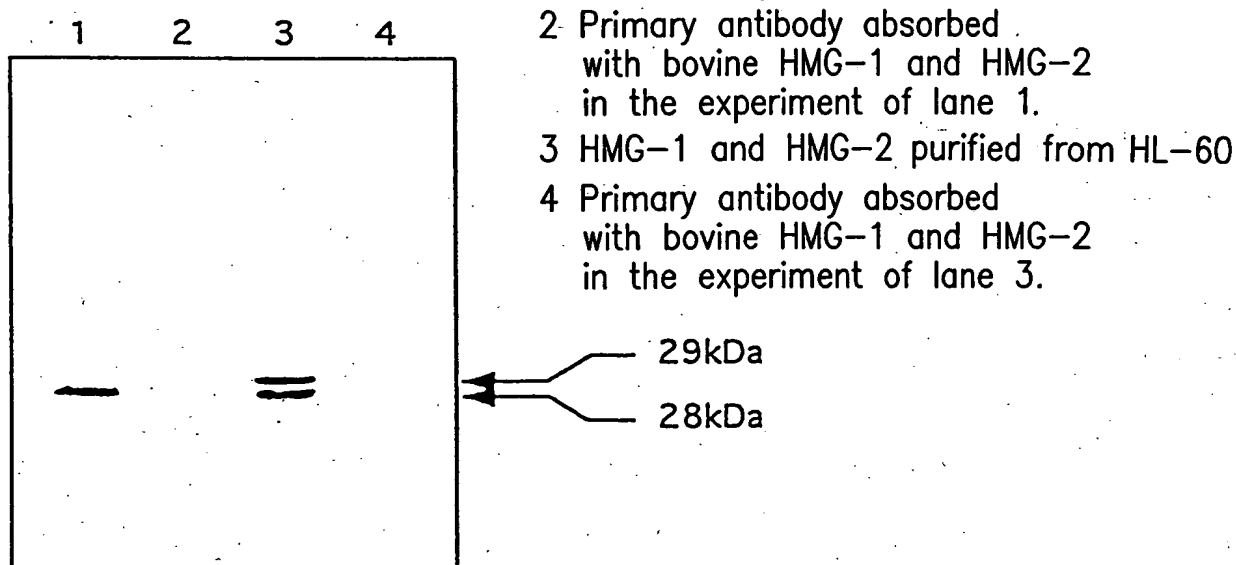 1 2 3 4
2 Primary antibody absorbed
with bovine HMG-1 and HMG-2
in the experiment of lane 1.
3 HMG-1 and HMG-2 purified from HL-60
4 Primary antibody absorbed
with bovine HMG-1 and HMG-2
in the experiment of lane 3.
29kDa
28kDa